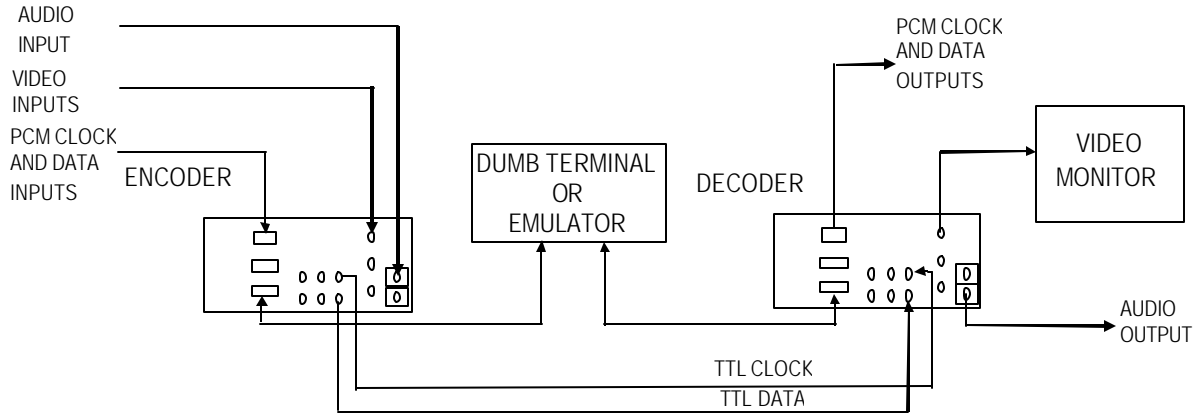 AUDIO
INPUT
VIDEO
INPUTS
PCM CLOCK
AND DATA
INPUTS
ENCODER
DUMB TERMINAL
OR
EMULATOR
DECODER
PCM CLOCK
AND DATA
OUTPUTS
VIDEO
MONITOR
AUDIO
OUTPUT
TTL CLOCK
TTL DATA